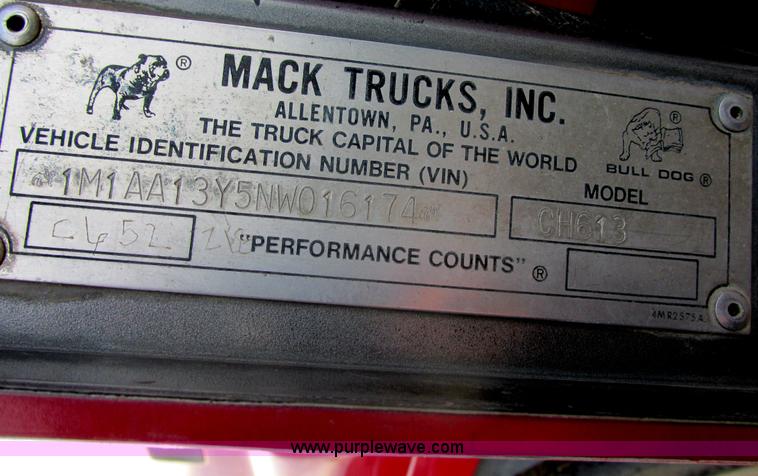 ® MACK TRUCKS, INC.
ALLENTOWN, PA., U.S.A.
THE TRUCK CAPITAL OF THE WORLD
® BULL DOG ®
VEHICLE IDENTIFICATION NUMBER (VIN)
MODEL
1M1AA13Y5NW016174
CH613
"PERFORMANCE COUNTS" ®
4MR2575A
www.purplewave.com